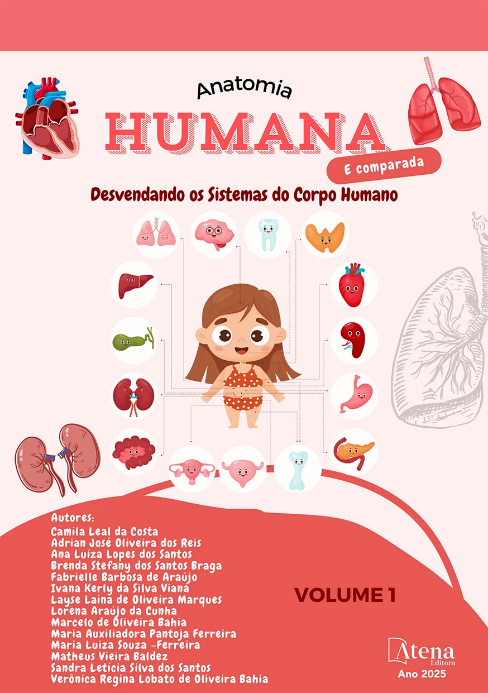 Anatomia
HUMANA
E comparada
Desvendando os Sistemas do Corpo Humano
Autores:
Camila Leal da Costa
Adrian José Oliveira dos Reis
Ana Luíza Lopes dos Santos
Brenda Stefany dos Santos Braga
Fabrielle Barbosa de Araújo
Ivana Kerly da Silva Viana
Layse Laina de Oliveira Marques
Lorena Araújo da Cunha
Marcelo de Oliveira Bahia
Maria Auxiliadora Pantoja Ferreira
Maria Luiza Souza -Ferreira
Matheus Vieira Baldez
Sandra Letícia Silva dos Santos
Verônica Regina Lobato de Oliveira Bahia
VOLUME 1
Atena
Editora
Ano 2025